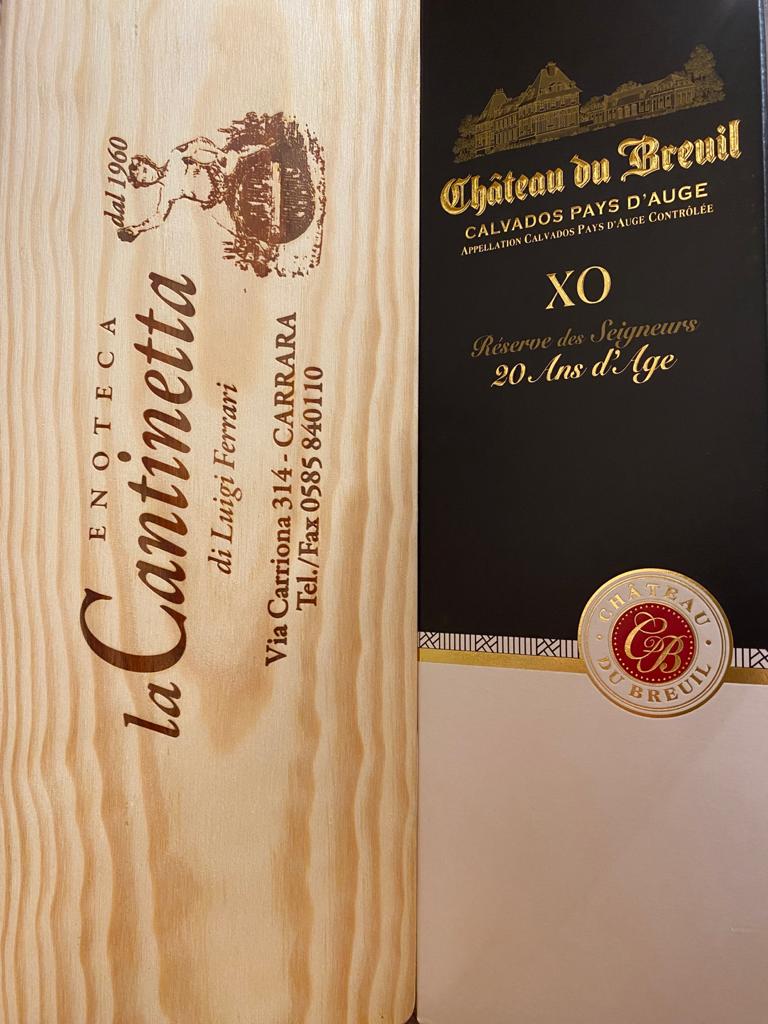 dal 1960
ENOTECA
la Cantinetta
di Luigi Ferrari
Via Carriona 314 - CARRARA
Tel./Fax 0585 840110
Château du Breuil
CALVADOS PAYS D'AUGE
APPELLATION CALVADOS PAYS D'AUGE CONTRÔLÉE
XO
Réserve des Seigneurs
20 Ans d'Age
CHÂTEAU
CDB
DU BREUIL